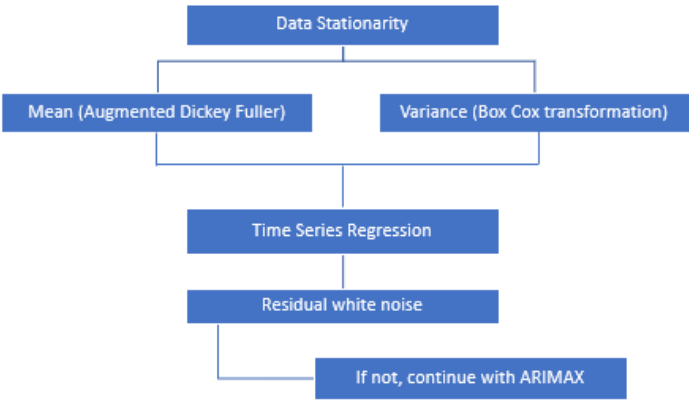 Data Stationarity
Mean (Augmented Dickey Fuller)
Variance (Box Cox transformation)
Time Series Regression
Residual white noise
If not, continue with ARIMAX